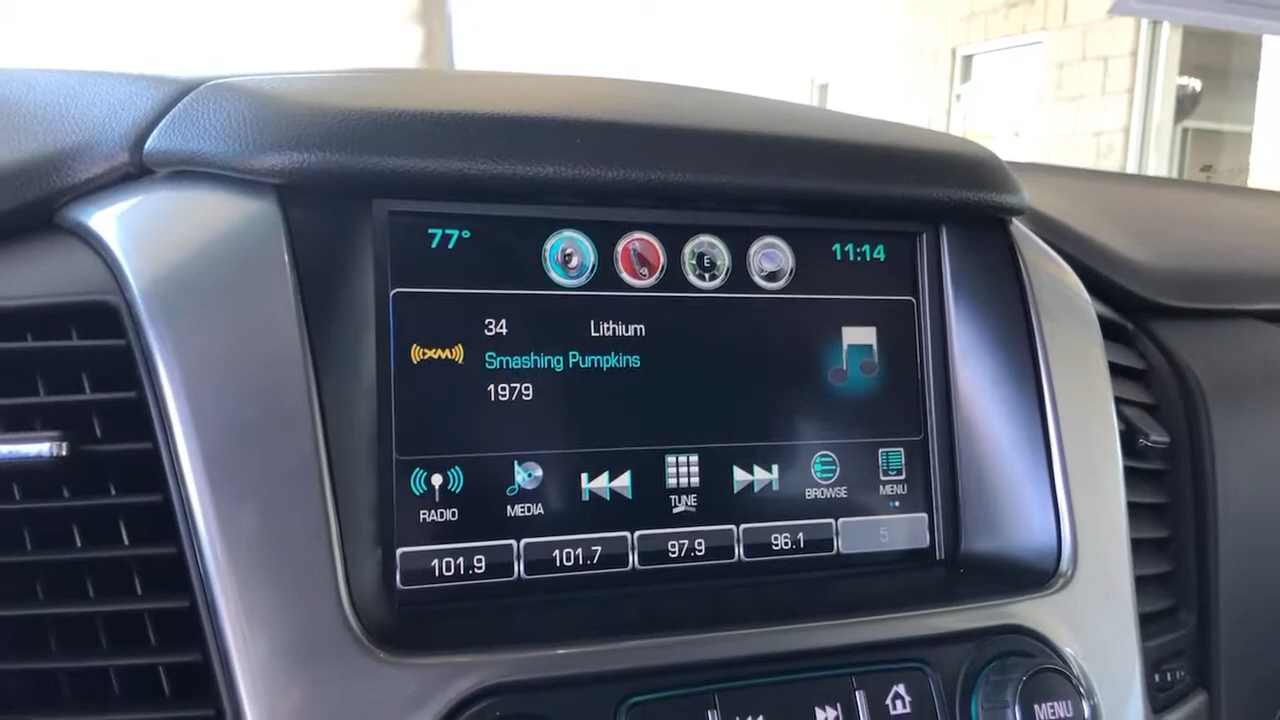 77°
E
11:14
34 Lithium
((XM))
Smashing Pumpkins
1979
RADIO
MEDIA
TUNE
BROWSE
MENU
101.9
101.7
97.9
96.1
5
MENU